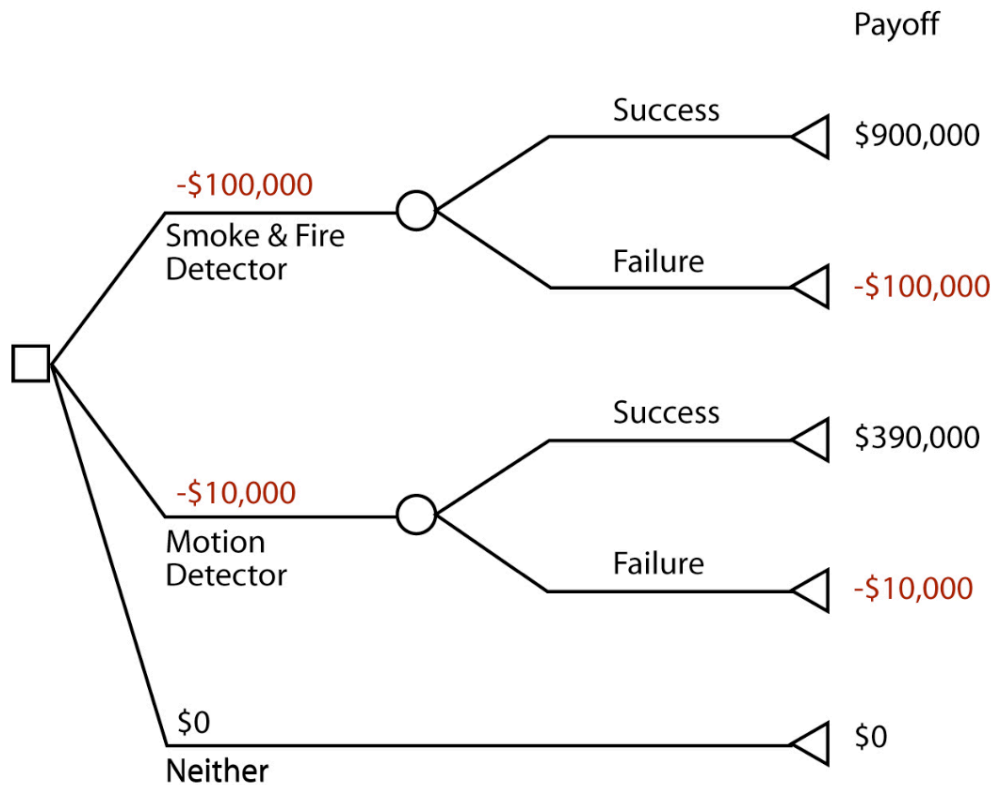 Payoff
Success
$900,000
-$100,000
Smoke & Fire
Detector
Failure
-$100,000
Success
$390,000
-$10,000
Motion
Detector
Failure
-$10,000
$0
Neither
$0